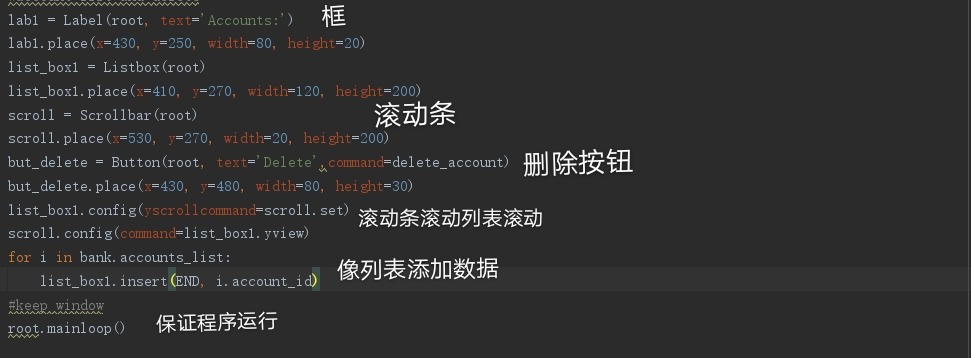 lab1 = Label(root, text='Accounts:') 框
lab1.place(x=430, y=250, width=80, height=20)
list_box1 = Listbox(root)
list_box1.place(x=410, y=270, width=120, height=200)
scroll = Scrollbar(root) 滚动条
scroll.place(x=530, y=270, width=20, height=200)
but_delete = Button(root, text='Delete',command=delete_account) 删除按钮
but_delete.place(x=430, y=480, width=80, height=30)
list_box1.config(yscrollcommand=scroll.set) 滚动条滚动列表滚动
scroll.config(command=list_box1.yview)
for i in bank.accounts_list:
list_box1.insert(END, i.account_id) 像列表添加数据
#keep window
root.mainloop() 保证程序运行